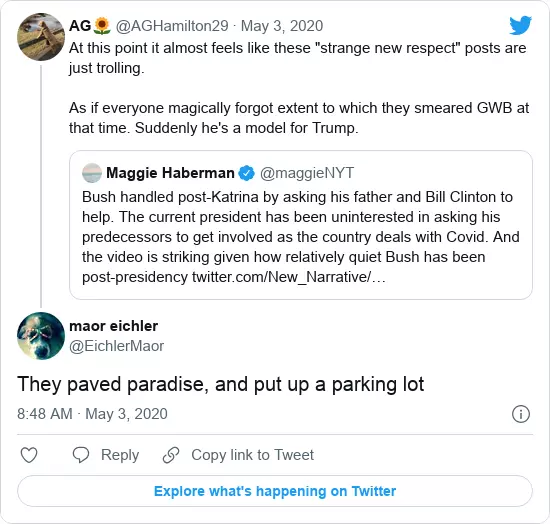 AG🌻 @AGHamilton29 · May 3, 2020
At this point it almost feels like these "strange new respect" posts are
just trolling.
As if everyone magically forgot extent to which they smeared GWB at
that time. Suddenly he's a model for Trump.
Maggie Haberman @maggieNYT
Bush handled post-Katrina by asking his father and Bill Clinton to
help. The current president has been uninterested in asking his
predecessors to get involved as the country deals with Covid. And
the video is striking given how relatively quiet Bush has been
post-presidency twitter.com/New_Narrative/…
maor eichler
@EichlerMaor
They paved paradise, and put up a parking lot
8:48 AM · May 3, 2020
Reply
Copy link to Tweet
Explore what's happening on Twitter